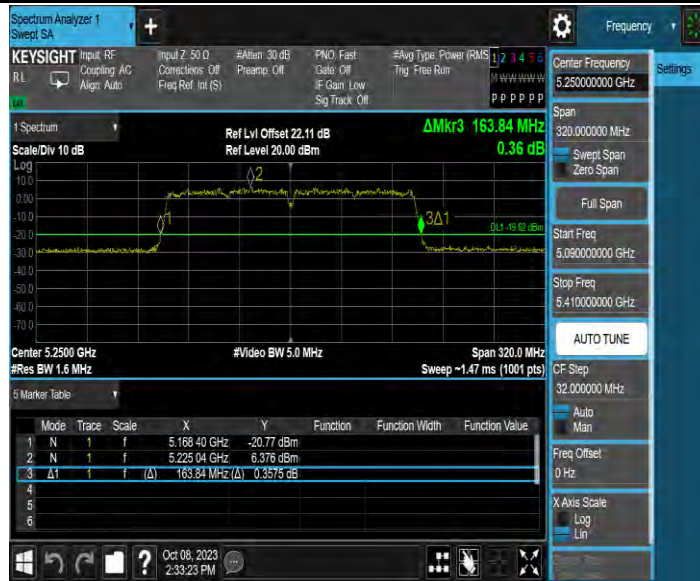 Spectrum Analyzer 1
Swept SA
Frequency
KEYSIGHT
RL
Input: RF
Coupling: AC
Align: Auto
Input Z: 50 Ω
Corrections: Off
Freq Ref: Int (S)
#Atten: 30 dB
Preamp: Off
PNO: Fast
Gate: Off
IF Gain: Low
Sig Track: Off
#Avg Type: Power (RMS
Trig: Free Run
1 2 3 4 5 6
M W W W W W
P P P P P P
1 Spectrum
Scale/Div 10 dB
Ref Lvl Offset 22.11 dB
Ref Level 20.00 dBm
ΔMkr3 163.84 MHz
0.36 dB
Log
10.0
0.00
-10.0
-20.0
-30.0
-40.0
-50.0
-60.0
-70.0
2
1
3Δ1
DL1 -19.62 dBm
Center 5.2500 GHz
#Res BW 1.6 MHz
#Video BW 5.0 MHz
Span 320.0 MHz
Sweep ~1.47 ms (1001 pts)
5 Marker Table
Mode Trace Scale X Y Function Function Width Function Value
1 N 1 f 5.168 40 GHz -20.77 dBm
2 N 1 f 5.225 04 GHz 6.376 dBm
3 Δ1 1 f (Δ) 163.84 MHz (Δ) 0.3575 dB
4
5
6
Oct 08, 2023
2:33:23 PM
Center Frequency
5.250000000 GHz
Settings
Span
320.000000 MHz
Swept Span
Zero Span
Full Span
Start Freq
5.090000000 GHz
Stop Freq
5.410000000 GHz
AUTO TUNE
CF Step
32.000000 MHz
Auto
Man
Freq Offset
0 Hz
X Axis Scale
Log
Lin